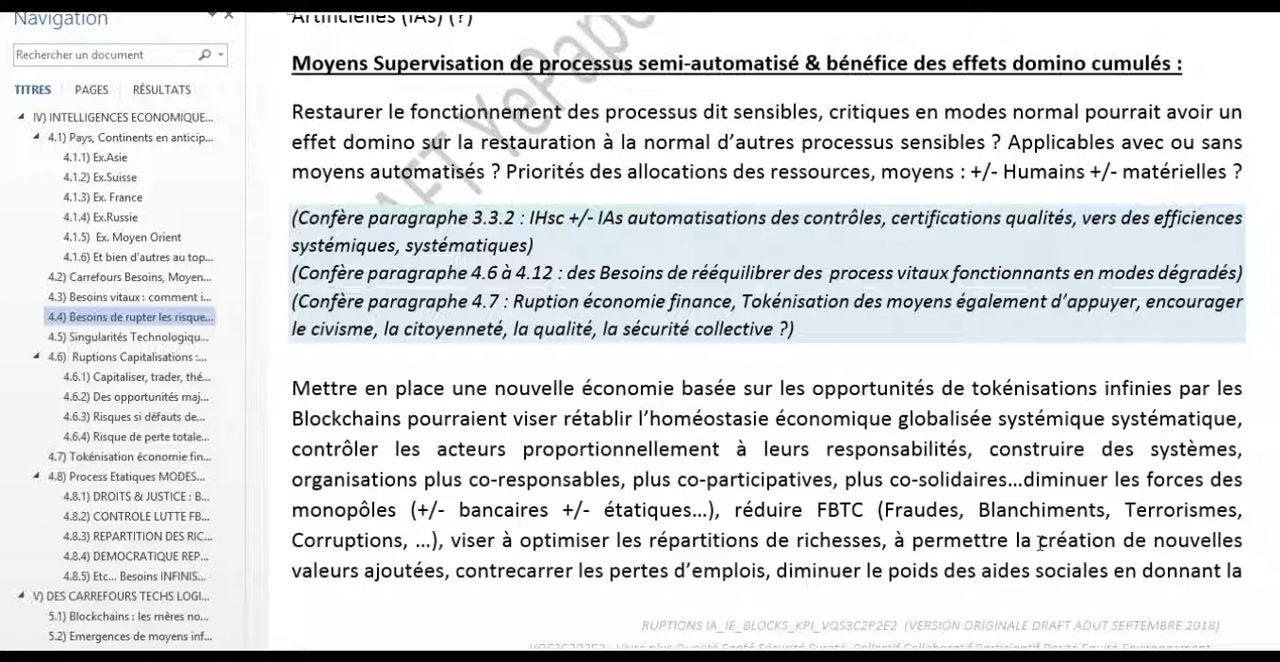 Navigation
Artificielles (IAs) (?)
Rechercher un document
TITRES PAGES RÉSULTATS
IV) INTELLIGENCES ECONOMIQUE...
4.1) Pays, Continents en anticip...
4.1.1) Ex.Asie
4.1.2) Ex.Suisse
4.1.3) Ex. France
4.1.4) Ex.Russie
4.1.5) Ex. Moyen Orient
4.1.6) Et bien d'autres au top...
4.2) Carrefours Besoins, Moyen...
4.3) Besoins vitaux : comment i...
4.4) Besoins de rupter les risque...
4.5) Singularités Technologiqu...
4.6) Ruptions Capitalisations :...
4.6.1) Capitaliser, trader, thé...
4.6.2) Des opportunités maj...
4.6.3) Risques si défauts de...
4.6.4) Risque de perte totale...
4.7) Tokénisation économie fin...
4.8) Process Etatiques MODES...
4.8.1) DROITS & JUSTICE : B...
4.8.2) CONTROLE LUTTE FB...
4.8.3) REPARTITION DES RIC...
4.8.4) DEMOCRATIQUE REP...
4.8.5) Etc... Besoins INFINIS...
V) DES CARREFOURS TECHS LOGI...
5.1) Blockchains : les mères no...
5.2) Emergences de moyens inf...
Moyens Supervision de processus semi-automatisé & bénéfice des effets domino cumulés :
Restaurer le fonctionnement des processus dit sensibles, critiques en modes normal pourrait avoir un
effet domino sur la restauration à la normal d'autres processus sensibles ? Applicables avec ou sans
moyens automatisés ? Priorités des allocations des ressources, moyens : +/- Humains +/- matérielles ?
(Confère paragraphe 3.3.2 : IHsc +/- IAs automatisations des contrôles, certifications qualités, vers des efficiences
systémiques, systématiques)
(Confère paragraphe 4.6 à 4.12 : des Besoins de rééquilibrer des process vitaux fonctionnants en modes dégradés)
(Confère paragraphe 4.7 : Ruption économie finance, Tokénisation des moyens également d'appuyer, encourager
le civisme, la citoyenneté, la qualité, la sécurité collective ?)
Mettre en place une nouvelle économie basée sur les opportunités de tokénisations infinies par les
Blockchains pourraient viser rétablir l'homéostasie économique globalisée systémique systématique,
contrôler les acteurs proportionnellement à leurs responsabilités, construire des systèmes,
organisations plus co-responsables, plus co-participatives, plus co-solidaires...diminuer les forces des
monopôles (+/- bancaires +/- étatiques...), réduire FBTC (Fraudes, Blanchiments, Terrorismes,
Corruptions, ...), viser à optimiser les répartitions de richesses, à permettre la création de nouvelles
valeurs ajoutées, contrecarrer les pertes d'emplois, diminuer le poids des aides sociales en donnant la
RUPTIONS IA_IE_BLOCKS_KPI_VQS3C2P2E2 (VERSION ORIGINALE DRAFT AOUT SEPTEMBRE 2018)